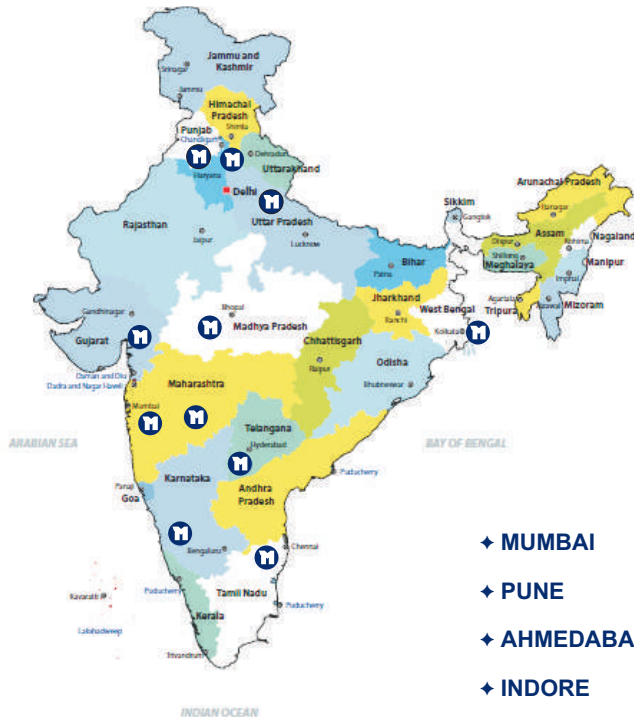 Jammu and
Kashmir
Srinagar
Jammu
Himachal
Pradesh
Shimla
Punjab
Chandigarh
Dehradun
Uttarakhand
Haryana
Delhi
Arunachal Pradesh
Itanagar
Sikkim
Gangtok
Assam
Dispur
Nagaland
Kohima
Shillong
Meghalaya
Manipur
Imphal
Rajasthan
Jaipur
Uttar Pradesh
Lucknow
Bihar
Patna
Agartala
Tripura
Aizawal
Mizoram
Jharkhand
Ranchi
West Bengal
Kolkata
Gandhinagar
Gujarat
Bhopal
Madhya Pradesh
Chhattisgarh
Raipur
Odisha
Bhubneswar
Daman and Diu
Dadra and Nagar Haveli
Maharashtra
Mumbai
Telangana
Hyderabad
ARABIAN SEA
BAY OF BENGAL
Karnataka
Puducherry
Panaji
Goa
Andhra
Pradesh
Bengaluru
Chennai
Kavaratti
Puducherry
Tamil Nadu
Puducherry
Lakshadweep
Kerala
Trivandrum
INDIAN OCEAN
M
M
M
M
M
M
M
M
M
M
M
✦ MUMBAI
✦ PUNE
✦ AHMEDABA
✦ INDORE